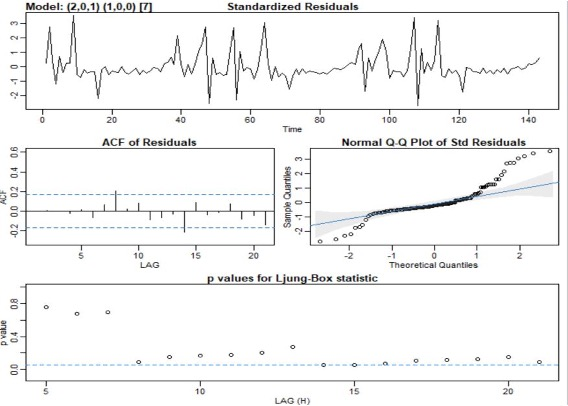 Model: (2,0,1) (1,0,0) [7] Standardized Residuals
3
2
1
0
-1
-2
0 20 40 60 80 100 120 140
Time
ACF of Residuals
0.6
0.4
0.2
0.0
-0.2
ACF
5 10 15 20
LAG
Normal Q-Q Plot of Std Residuals
3
2
1
0
-1
-2
Sample Quantiles
-2 -1 0 1 2
Theoretical Quantiles
p values for Ljung-Box statistic
0.8
0.4
0.0
p value
5 10 15 20
LAG (H)